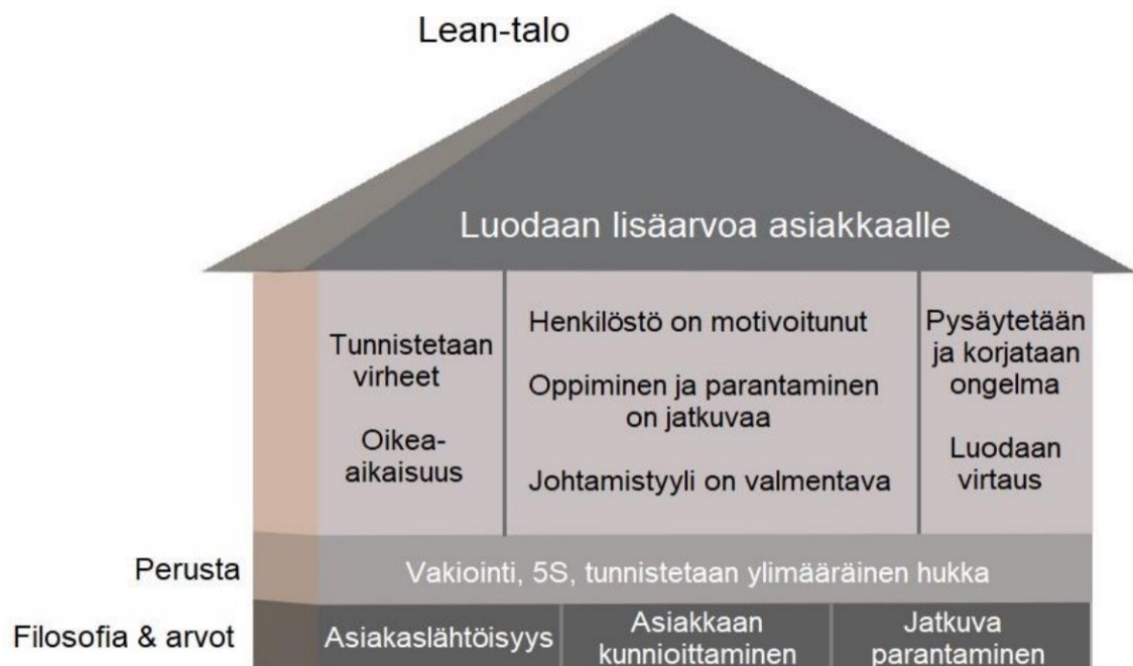 Lean-talo
Luodaan lisäarvoa asiakkaalle
Tunnistetaan
virheet
Oikea-
aikaisuus
Henkilöstö on motivoitunut
Oppiminen ja parantaminen
on jatkuvaa
Johtamistyyli on valmentava
Pysäytetään
ja korjataan
ongelma
Luodaan
virtaus
Perusta
Vakiointi, 5S, tunnistetaan ylimääräinen hukka
Filosofia & arvot
Asiakaslähtöisyys
Asiakkaan
kunnioittaminen
Jatkuva
parantaminen